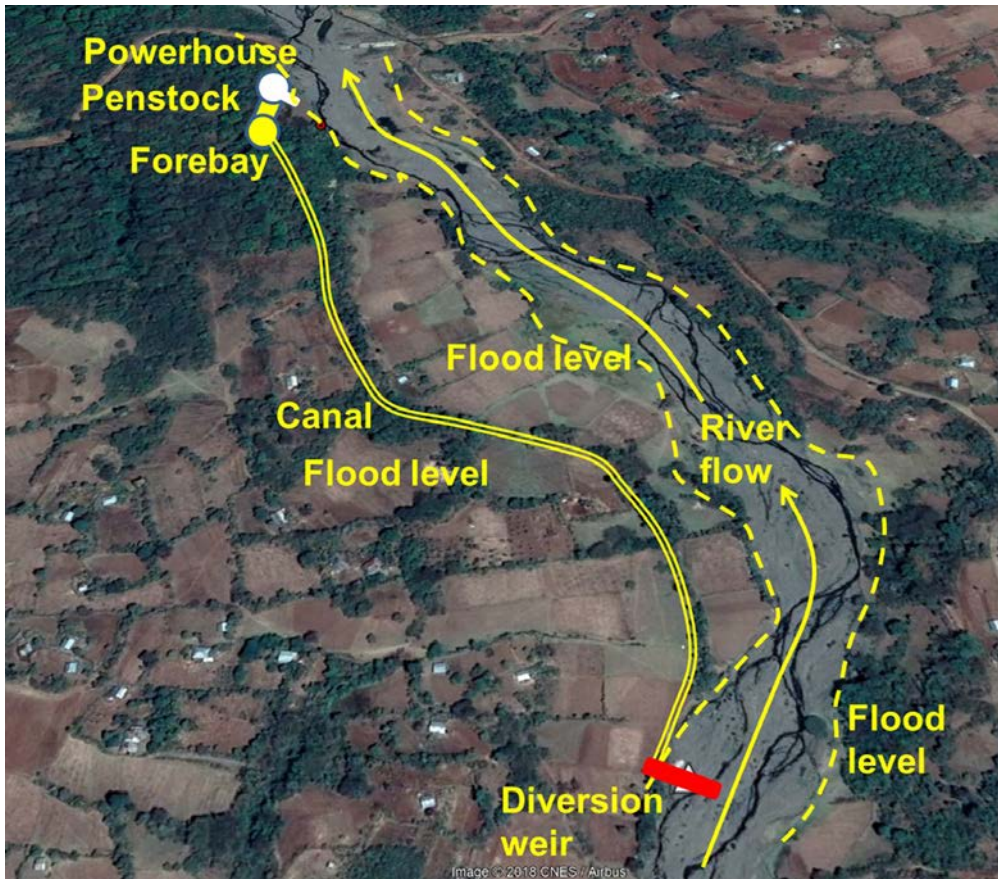 Powerhouse
Penstock
Forebay
Flood level
Canal
River
flow
Flood level
Flood
level
Diversion
weir
Image © 2018 CNES / Airbus